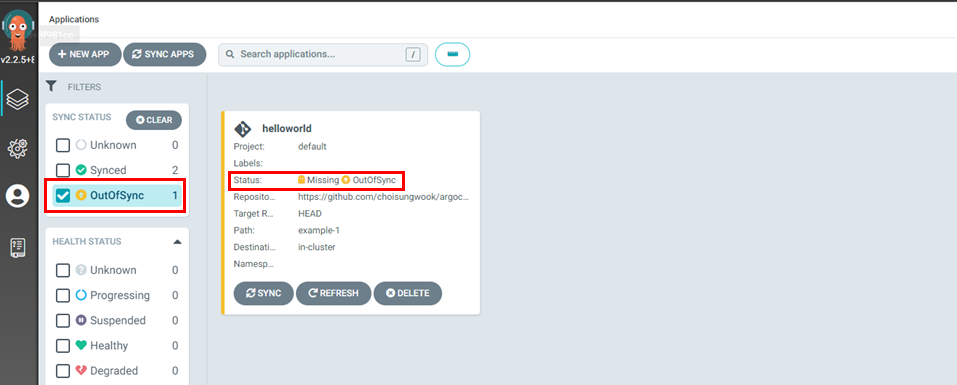 Applications
v2.2.5+8
NEW APP
SYNC APPS
Search applications...
/
FILTERS
SYNC STATUS
CLEAR
Unknown 0
Synced 2
OutOfSync 1
HEALTH STATUS
Unknown 0
Progressing 0
Suspended 0
Healthy 0
Degraded 0
helloworld
Project: default
Labels:
Status: Missing OutOfSync
Reposito... https://github.com/choisungwook/argoc...
Target R... HEAD
Path: example-1
Destinati... in-cluster
Namesp...
SYNC
REFRESH
DELETE